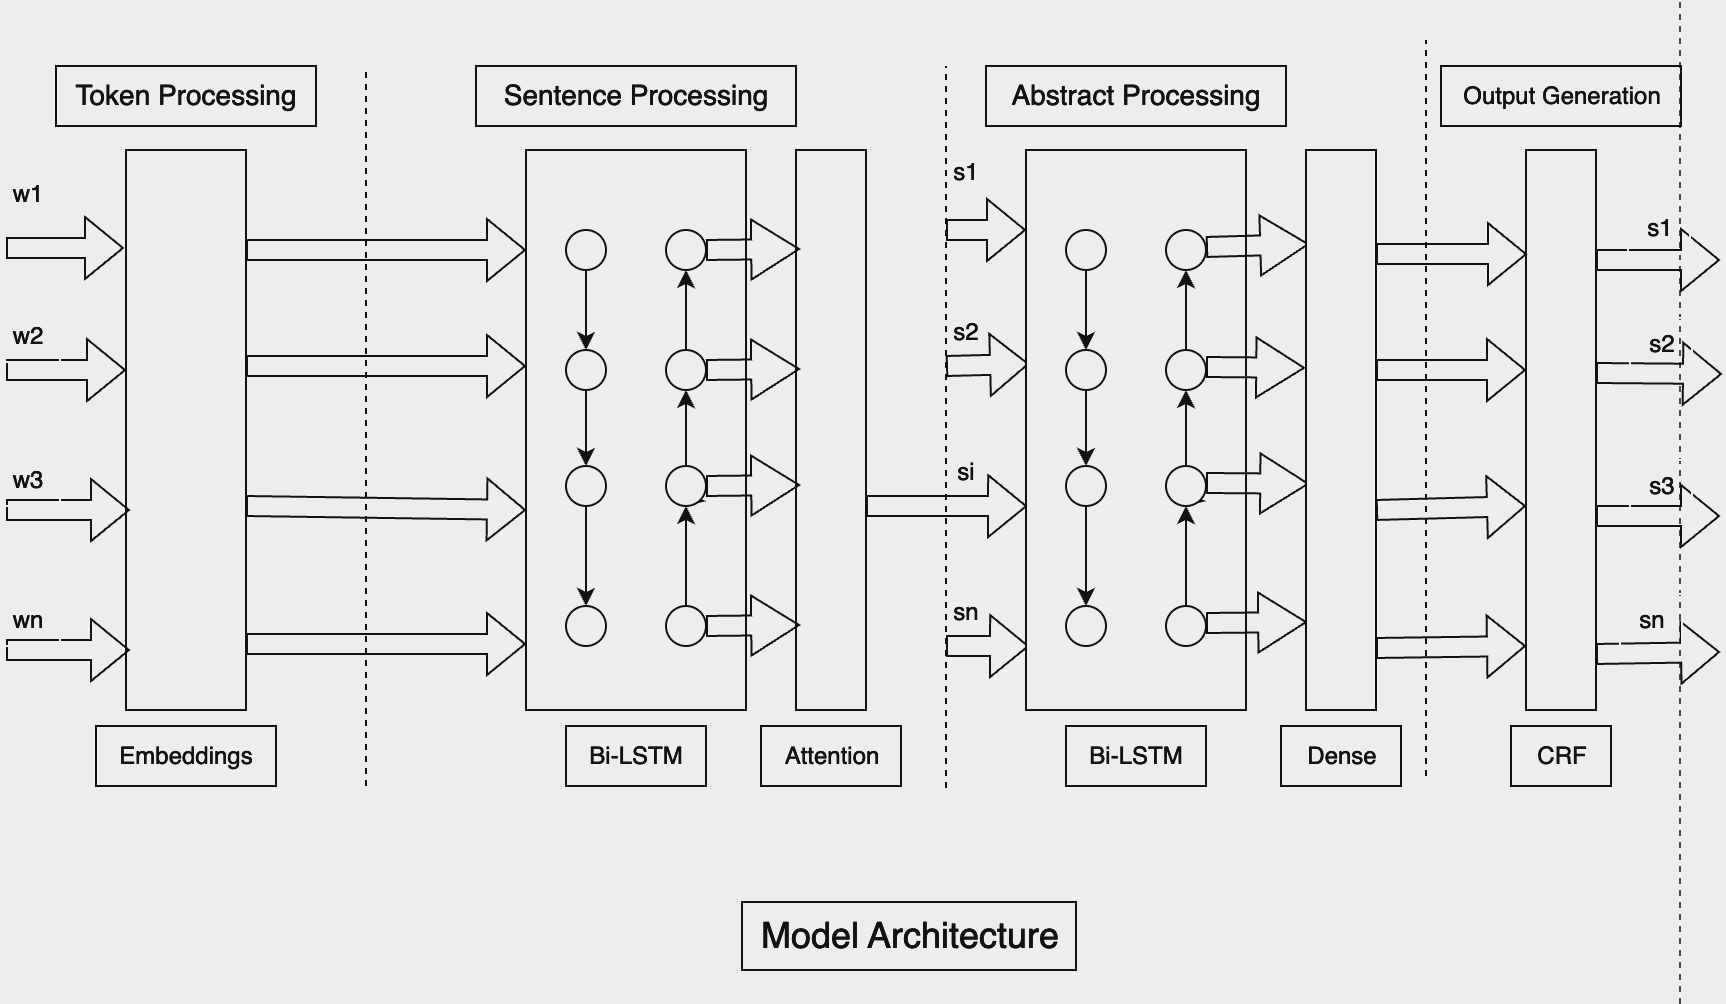 Token Processing
Sentence Processing
Abstract Processing
Output Generation
w1
w2
w3
wn
s1
s2
si
sn
s1
s2
s3
sn
Embeddings
Bi-LSTM
Attention
Bi-LSTM
Dense
CRF
Model Architecture